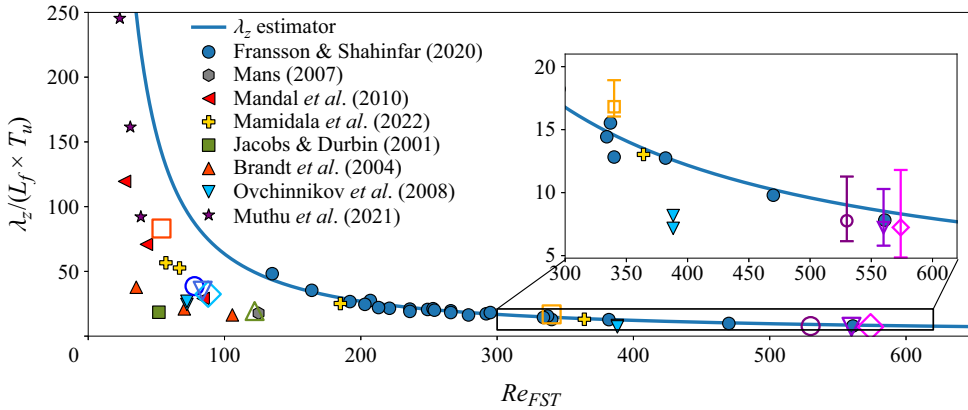 250
200
150
100
50
0
λz/(Lf × Tu)
λz estimator
Fransson & Shahinfar (2020)
Mans (2007)
Mandal et al. (2010)
Mamidala et al. (2022)
Jacobs & Durbin (2001)
Brandt et al. (2004)
Ovchinnikov et al. (2008)
Muthu et al. (2021)
20
15
10
5
300 350 400 450 500 550 600
0 100 200 300 400 500 600
ReFST